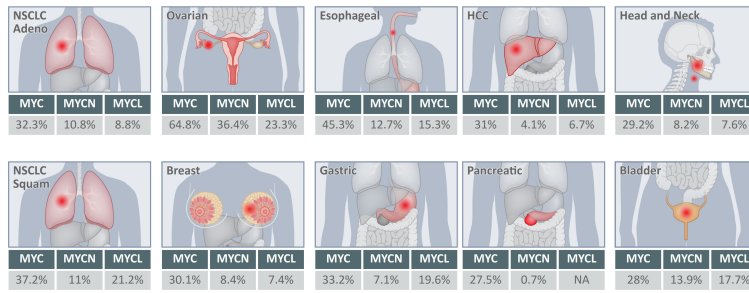 NSCLC Adeno
Ovarian
Esophageal
HCC
Head and Neck
MYC MYCN MYCL
32.3% 10.8% 8.8%
MYC MYCN MYCL
64.8% 36.4% 23.3%
MYC MYCN MYCL
45.3% 12.7% 15.3%
MYC MYCN MYCL
31% 4.1% 6.7%
MYC MYCN MYCL
29.2% 8.2% 7.6%
NSCLC Squam
Breast
Gastric
Pancreatic
Bladder
MYC MYCN MYCL
37.2% 11% 21.2%
MYC MYCN MYCL
30.1% 8.4% 7.4%
MYC MYCN MYCL
33.2% 7.1% 19.6%
MYC MYCN MYCL
27.5% 0.7% NA
MYC MYCN MYCL
28% 13.9% 17.7%